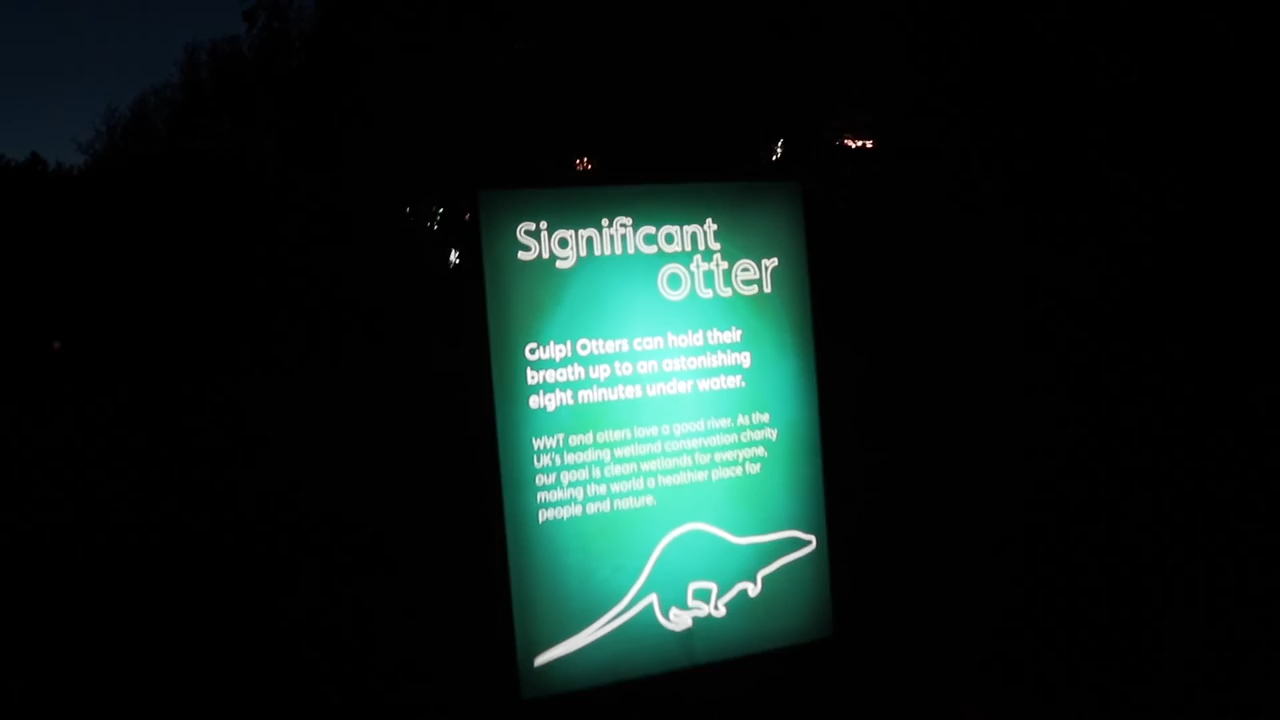 Significant
otter
Gulp! Otters can hold their
breath up to an astonishing
eight minutes under water.
WWT and otters love a good river. As the
UK's leading wetland conservation charity
our goal is clean wetlands for everyone,
making the world a healthier place for
people and nature.